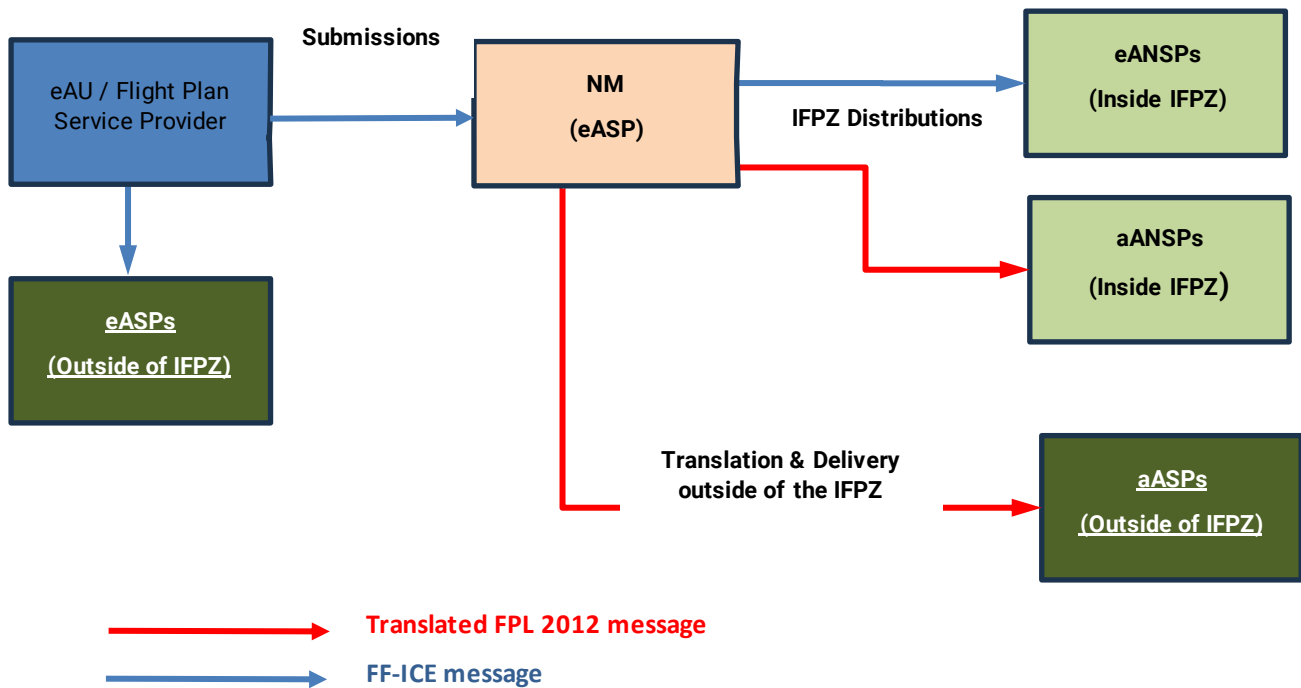 Submissions
eAU / Flight Plan
Service Provider
NM
(eASP)
eANSPs
(Inside IFPZ)
IFPZ Distributions
aANSPs
(Inside IFPZ)
eASPs
(Outside of IFPZ)
Translation & Delivery
outside of the IFPZ
aASPs
(Outside of IFPZ)
Translated FPL 2012 message
FF-ICE message